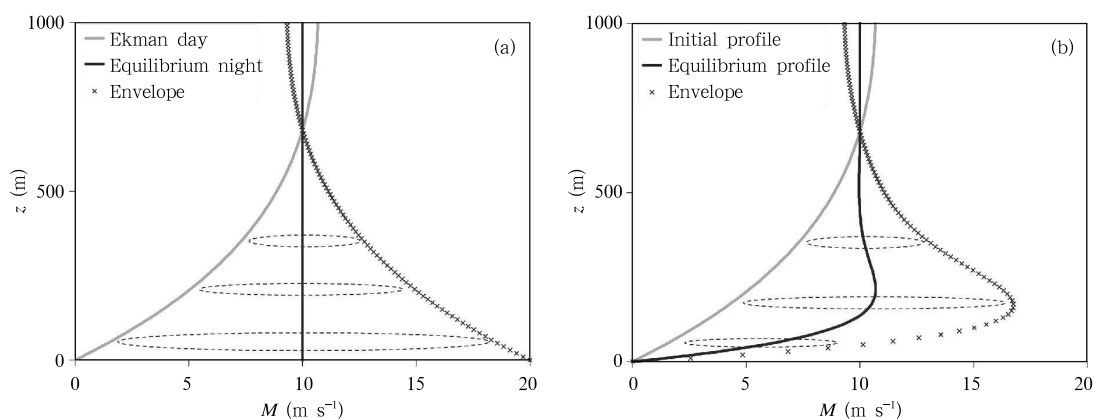 1000
500
0
z (m)
Ekman day
Equilibrium night
Envelope
(a)
0 5 10 15 20
M (m s⁻¹)
1000
500
0
z (m)
Initial profile
Equilibrium profile
Envelope
(b)
0 5 10 15 20
M (m s⁻¹)